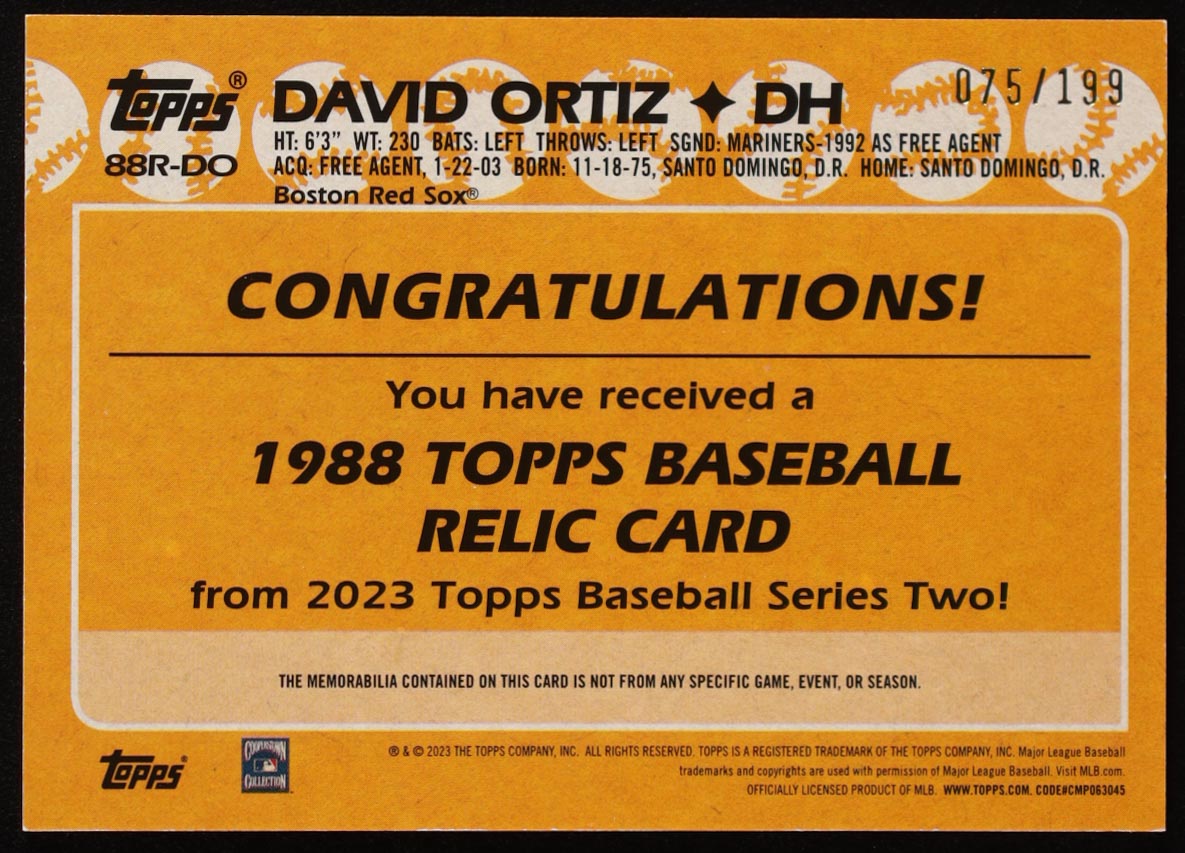 Topps® DAVID ORTIZ ✦ DH 075/199
HT: 6'3" WT: 230 BATS: LEFT THROWS: LEFT SGND: MARINERS-1992 AS FREE AGENT
88R-DO ACQ: FREE AGENT, 1-22-03 BORN: 11-18-75, SANTO DOMINGO, D.R. HOME: SANTO DOMINGO, D.R.
Boston Red Sox®
CONGRATULATIONS!
You have received a
1988 TOPPS BASEBALL
RELIC CARD
from 2023 Topps Baseball Series Two!
THE MEMORABILIA CONTAINED ON THIS CARD IS NOT FROM ANY SPECIFIC GAME, EVENT, OR SEASON.
Topps®
COOPERSTOWN
COLLECTION
® & © 2023 THE TOPPS COMPANY, INC. ALL RIGHTS RESERVED. TOPPS IS A REGISTERED TRADEMARK OF THE TOPPS COMPANY, INC. Major League Baseball
trademarks and copyrights are used with permission of Major League Baseball. Visit MLB.com.
OFFICIALLY LICENSED PRODUCT OF MLB. WWW.TOPPS.COM. CODE#CMP063045